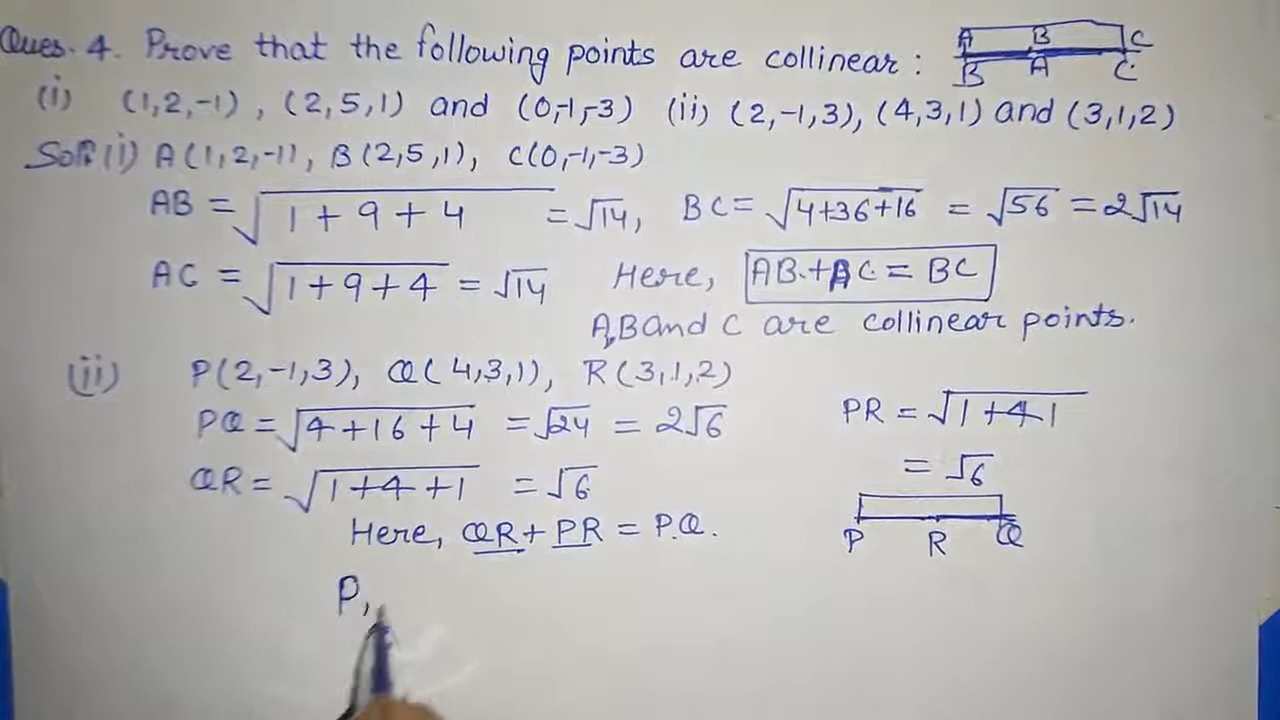 Ques. 4. Prove that the following points are collinear :
A B C
B A C
(i) (1,2,-1), (2,5,1) and (0,-1,-3) (ii) (2,-1,3), (4,3,1) and (3,1,2)
Soln (i) A(1,2,-1), B(2,5,1), C(0,-1,-3)
AB = √1+9+4 = √14, BC = √4+36+16 = √56 = 2√14
AC = √1+9+4 = √14 Here, AB+AC = BC
A,B and C are collinear points.
(ii) P(2,-1,3), Q(4,3,1), R(3,1,2)
PQ = √4+16+4 = √24 = 2√6 PR = √1+4+1
= √6
QR = √1+4+1 = √6
Here, QR+PR = PQ.
P R Q
P,